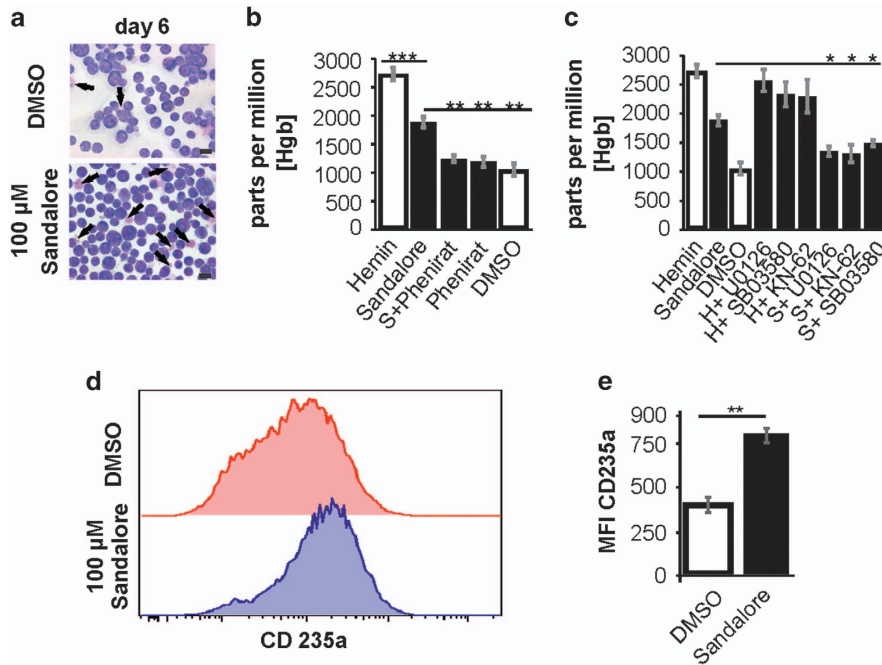 a
day 6
DMSO
100 µM
Sandalore
b
parts per million
[Hgb]
3000
2500
2000
1500
1000
500
0
***
** ** **
Hemin
Sandalore
S+Phenirat
Phenirat
DMSO
c
parts per million
[Hgb]
3000
2500
2000
1500
1000
500
0
* * *
Hemin
Sandalore
DMSO
H+ U0126
H+ SB03580
H+ KN-62
S+ U0126
S+ KN-62
S+ SB03580
d
DMSO
100 µM
Sandalore
CD 235a
e
MFI CD235a
900
750
500
250
0
**
DMSO
Sandalore